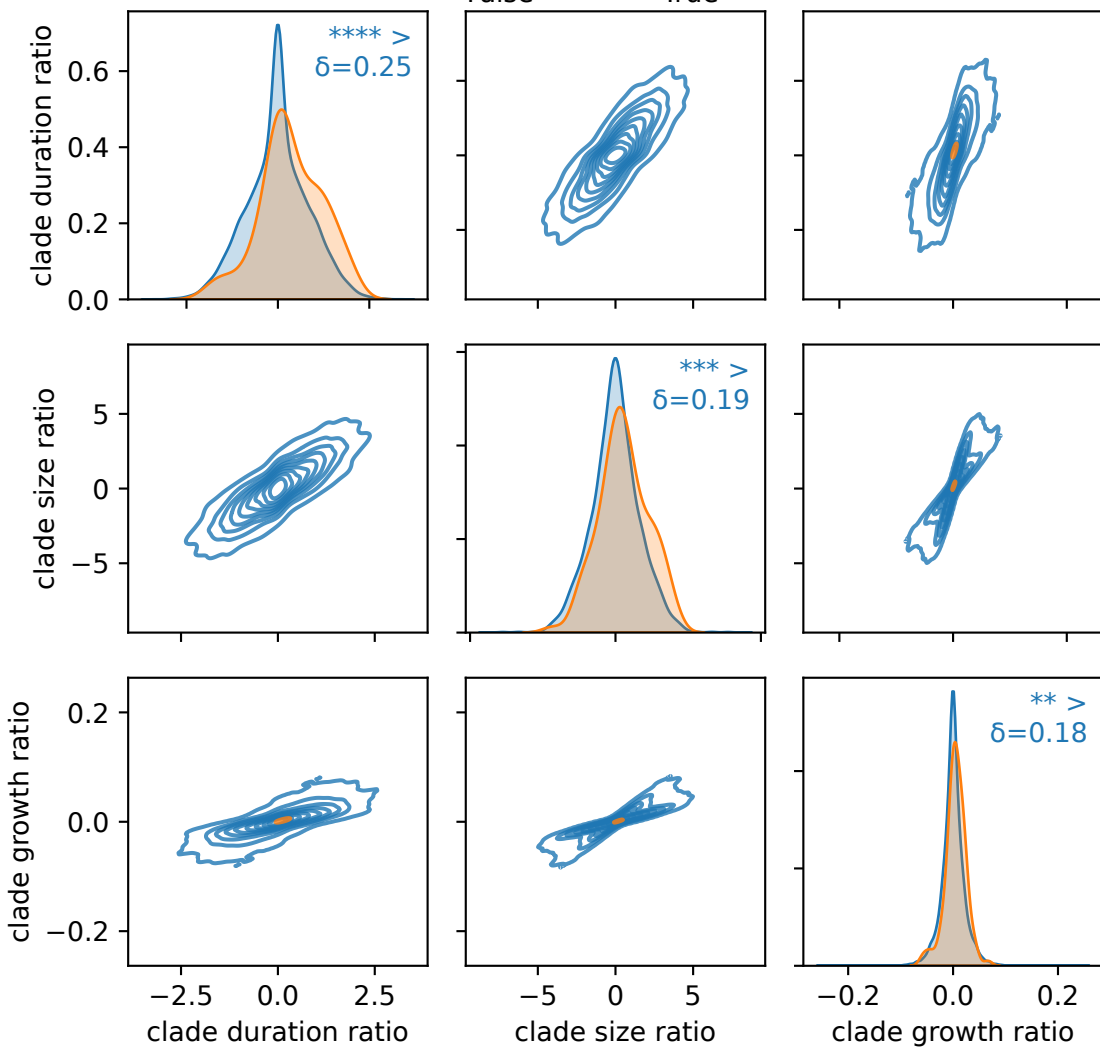 clade duration ratio
0.6
0.4
0.2
0.0
**** >
δ=0.25
clade size ratio
5
0
−5
*** >
δ=0.19
clade growth ratio
0.2
0.0
−0.2
** >
δ=0.18
−2.5 0.0 2.5
−5 0 5
−0.2 0.0 0.2
clade duration ratio
clade size ratio
clade growth ratio